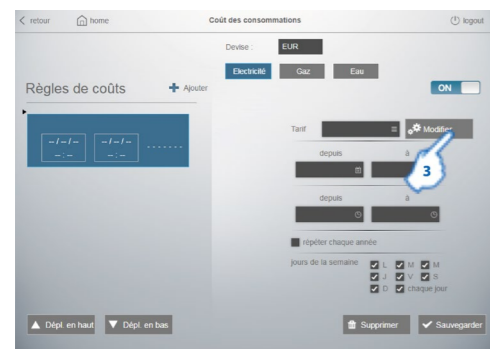 retour home Coût des consommations logout
Devise : EUR
Electricité Gaz Eau
Règles de coûts Ajouter ON
Tarif Modifier
-- / -- / -- -- / -- / -- - - - - - - -
-- : -- -- : --
depuis à
3
depuis à
répéter chaque année
jours de la semaine L M M
J V S
D chaque jour
Dépl. en haut Dépl. en bas Supprimer Sauvegarder